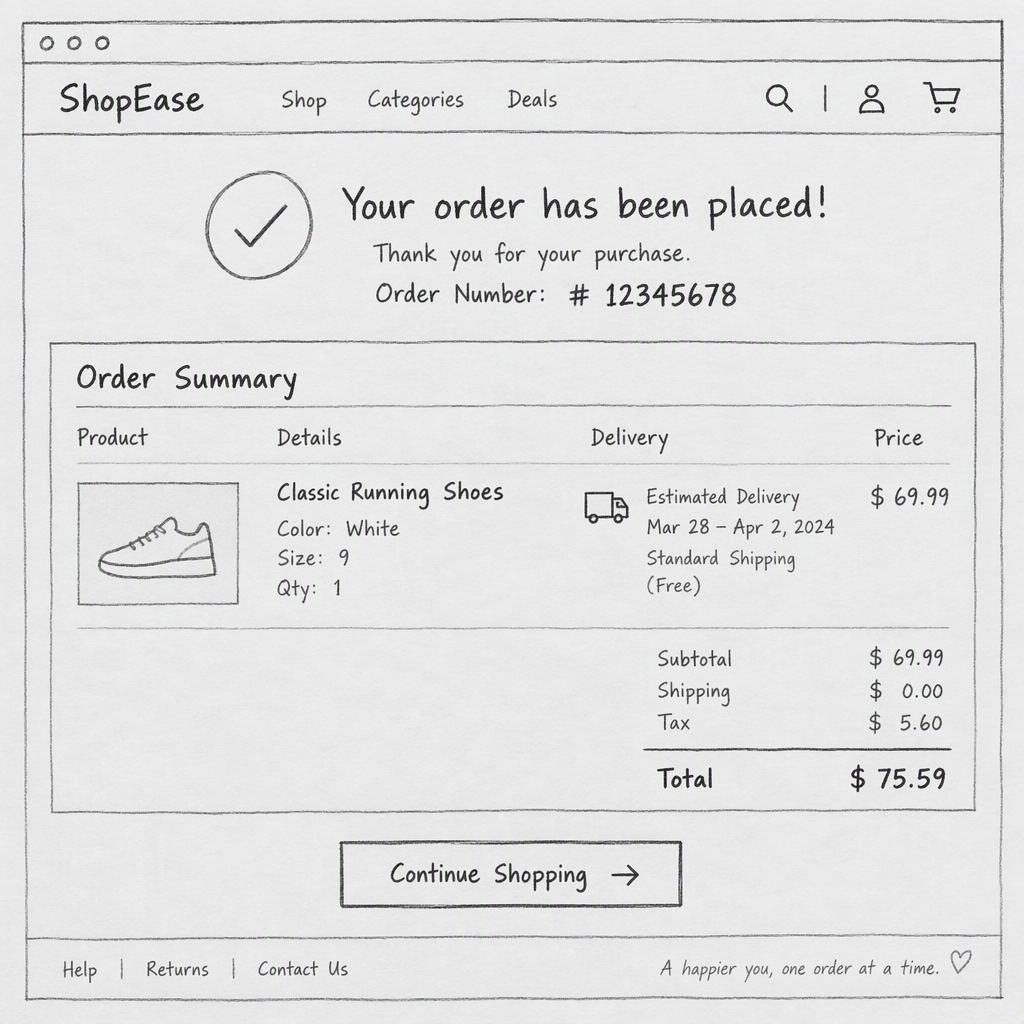 ShopEase Shop Categories Deals
Your order has been placed!
Thank you for your purchase.
Order Number: # 12345678
Order Summary
Product Details Delivery Price
Classic Running Shoes
Color: White
Size: 9
Qty: 1
Estimated Delivery
Mar 28 – Apr 2, 2024
Standard Shipping
(Free)
$ 69.99
Subtotal $ 69.99
Shipping $ 0.00
Tax $ 5.60
Total $ 75.59
Continue Shopping →
Help | Returns | Contact Us
A happier you, one order at a time.